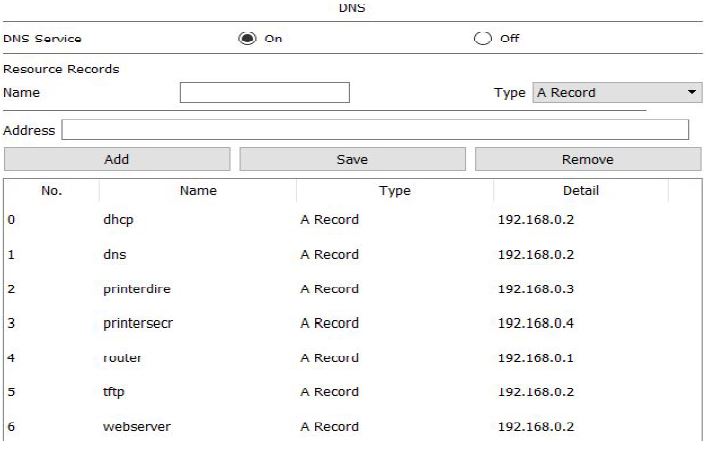 DNS
DNS Service On Off
Resource Records
Name Type A Record
Address
Add Save Remove
No. Name Type Detail
0 dhcp A Record 192.168.0.2
1 dns A Record 192.168.0.2
2 printerdire A Record 192.168.0.3
3 printersecr A Record 192.168.0.4
4 router A Record 192.168.0.1
5 tftp A Record 192.168.0.2
6 webserver A Record 192.168.0.2